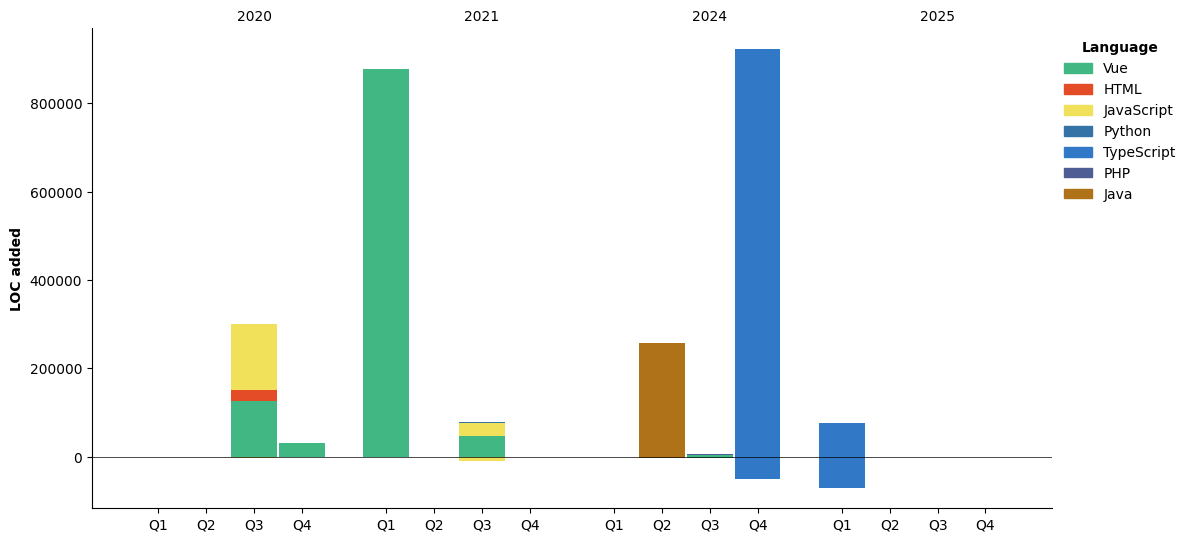 2020 2021 2024 2025
Language
Vue
HTML
JavaScript
Python
TypeScript
PHP
Java
LOC added
800000
600000
400000
200000
0
Q1 Q2 Q3 Q4 Q1 Q2 Q3 Q4 Q1 Q2 Q3 Q4 Q1 Q2 Q3 Q4